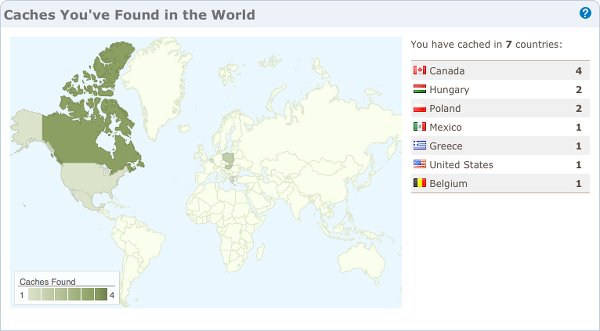 Caches You've Found in the World
?
You have cached in 7 countries:
Canada 4
Hungary 2
Poland 2
Mexico 1
Greece 1
United States 1
Belgium 1
Caches Found
1 4